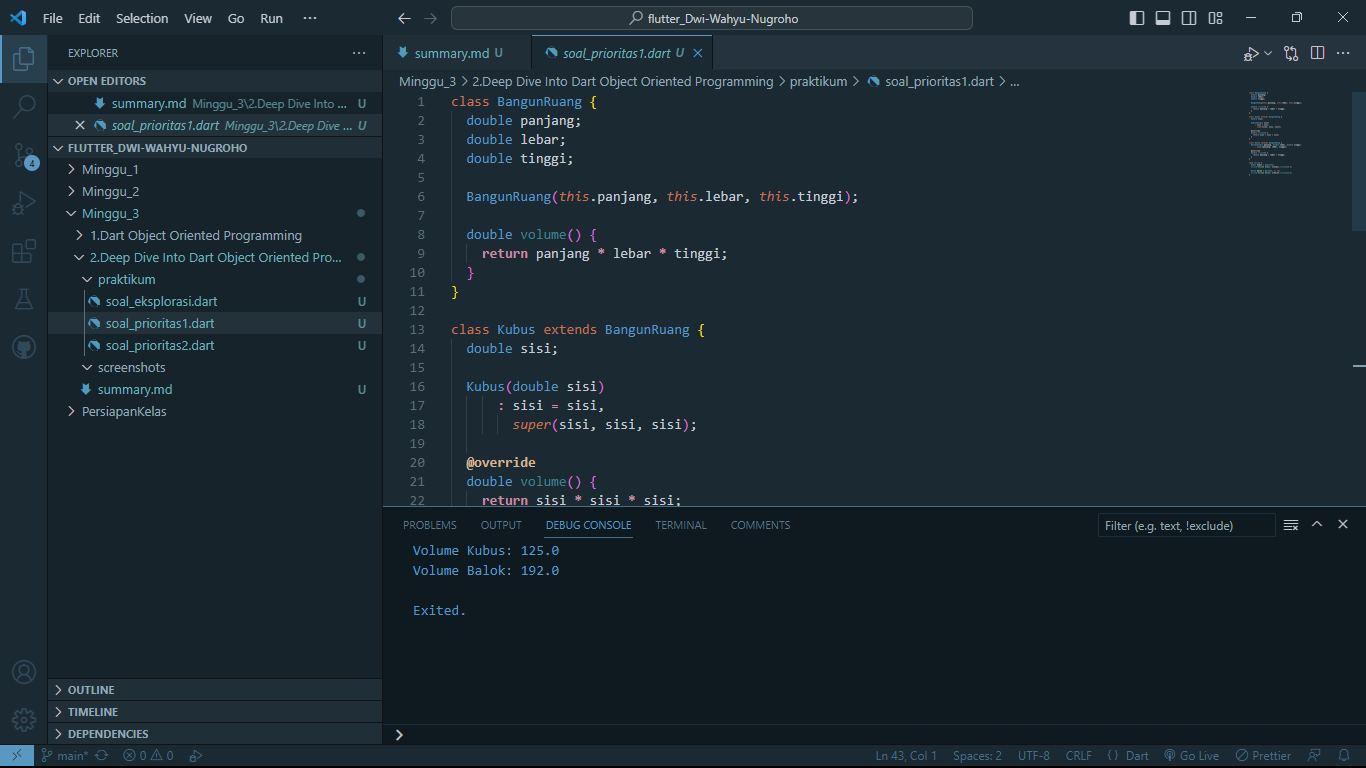 File Edit Selection View Go Run ··· flutter_Dwi-Wahyu-Nugroho
EXPLORER ···
OPEN EDITORS
summary.md Minggu_3\2.Deep Dive Into ... U
soal_prioritas1.dart Minggu_3\2.Deep Dive ... U
FLUTTER_DWI-WAHYU-NUGROHO
Minggu_1
Minggu_2
Minggu_3
1.Dart Object Oriented Programming
2.Deep Dive Into Dart Object Oriented Pro...
praktikum
soal_eksplorasi.dart U
soal_prioritas1.dart U
soal_prioritas2.dart U
screenshots
summary.md U
PersiapanKelas
OUTLINE
TIMELINE
DEPENDENCIES
4
summary.md U soal_prioritas1.dart U
Minggu_3 > 2.Deep Dive Into Dart Object Oriented Programming > praktikum > soal_prioritas1.dart > ...
1 class BangunRuang {
2 double panjang;
3 double lebar;
4 double tinggi;
5
6 BangunRuang(this.panjang, this.lebar, this.tinggi);
7
8 double volume() {
9 return panjang * lebar * tinggi;
10 }
11 }
12
13 class Kubus extends BangunRuang {
14 double sisi;
15
16 Kubus(double sisi)
17 : sisi = sisi,
18 super(sisi, sisi, sisi);
19
20 @override
21 double volume() {
22 return sisi * sisi * sisi;
PROBLEMS OUTPUT DEBUG CONSOLE TERMINAL COMMENTS Filter (e.g. text, !exclude)
Volume Kubus: 125.0
Volume Balok: 192.0
Exited.
main* 0 0 Ln 43, Col 1 Spaces: 2 UTF-8 CRLF {} Dart Go Live Prettier